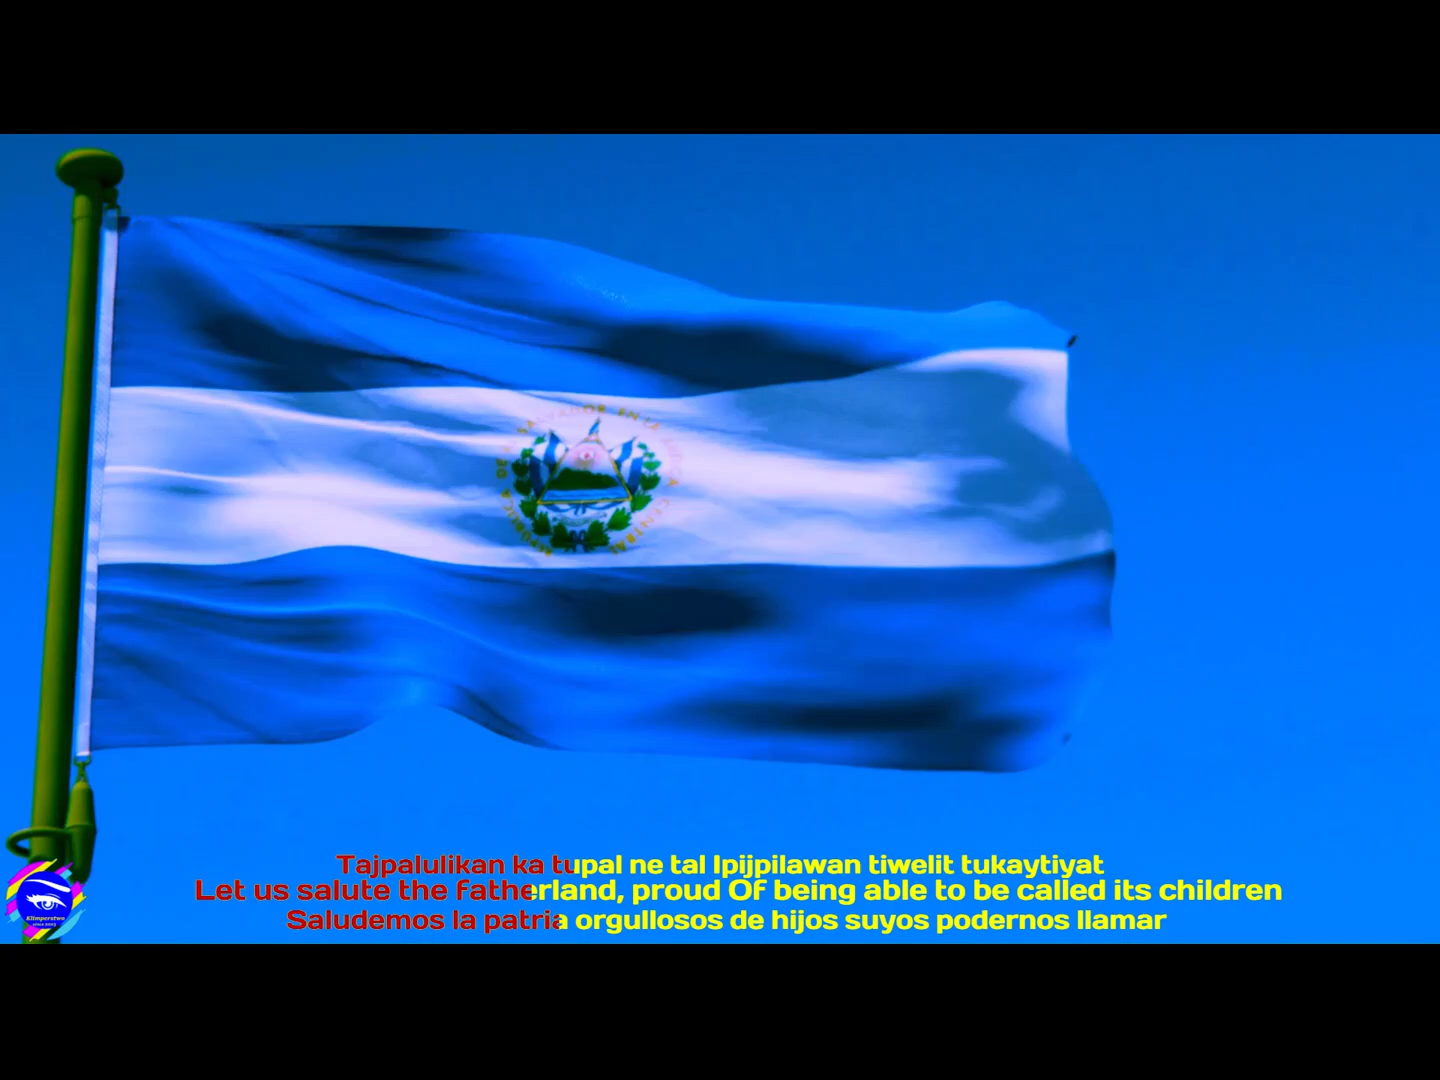 Tajpalulikan ka tupal ne tal Ipijpilawan tiwelit tukaytiyat
Let us salute the fatherland, proud Of being able to be called its children
Saludemos la patria orgullosos de hijos suyos podernos llamar